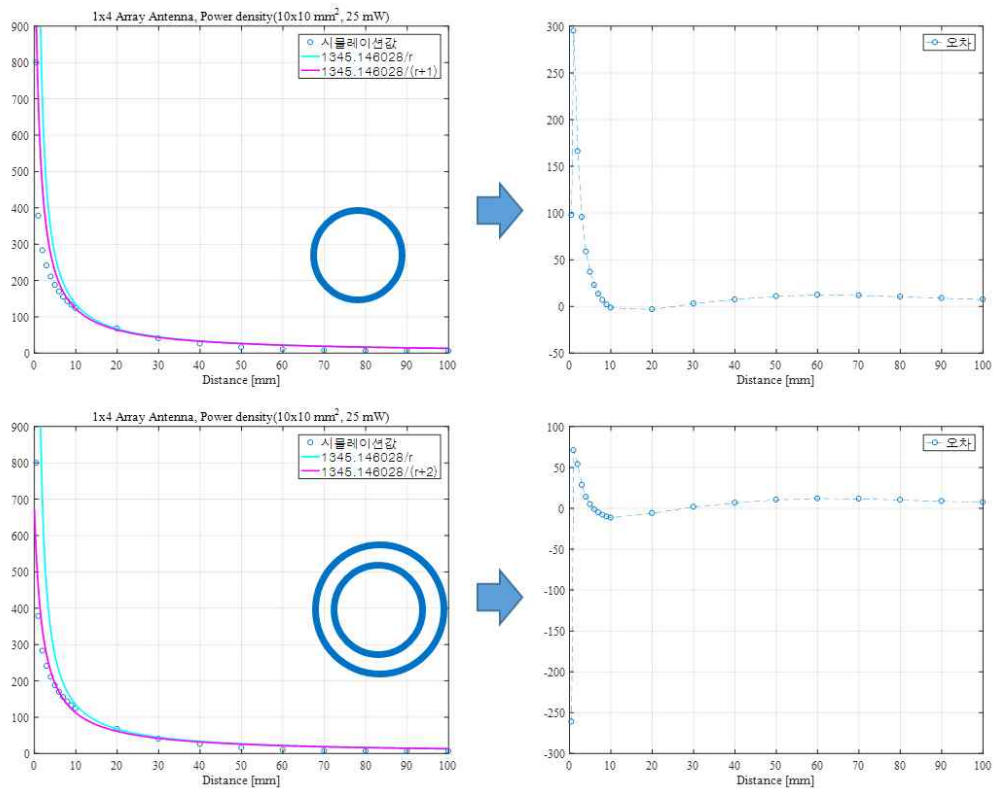 1x4 Array Antenna, Power density(10x10 mm², 25 mW)
시뮬레이션값
1345.146028/r
1345.146028/(r+1)
900
800
700
600
500
400
300
200
100
0
0 10 20 30 40 50 60 70 80 90 100
Distance [mm]
오차
300
250
200
150
100
50
0
-50
0 10 20 30 40 50 60 70 80 90 100
Distance [mm]
1x4 Array Antenna, Power density(10x10 mm², 25 mW)
시뮬레이션값
1345.146028/r
1345.146028/(r+2)
900
800
700
600
500
400
300
200
100
0
0 10 20 30 40 50 60 70 80 90 100
Distance [mm]
오차
100
50
0
-50
-100
-150
-200
-250
-300
0 10 20 30 40 50 60 70 80 90 100
Distance [mm]